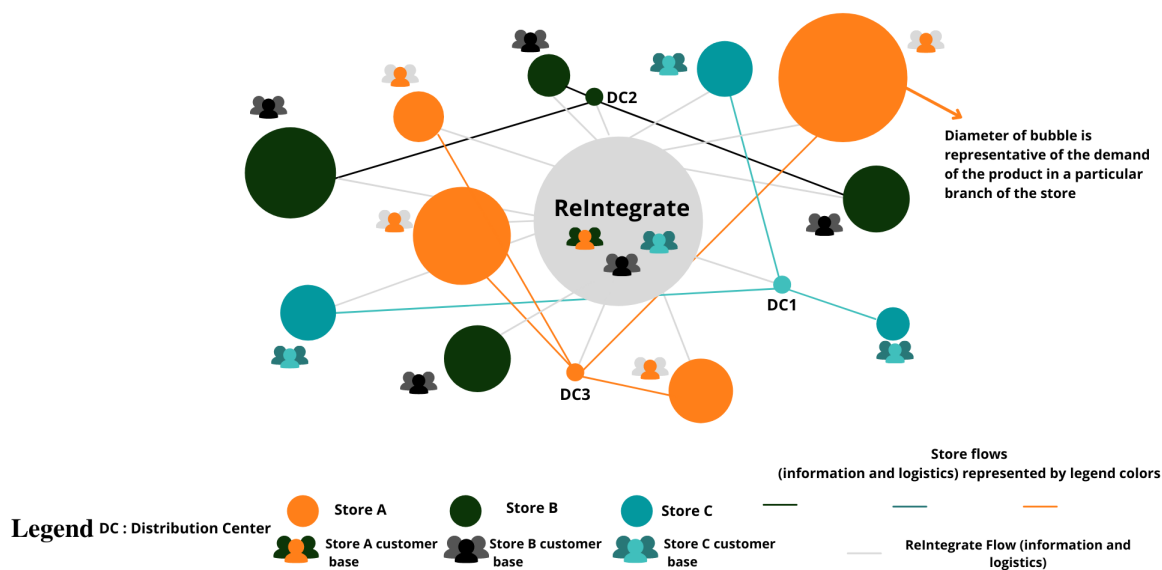 DC2
Diameter of bubble is
representative of the demand
of the product in a particular
branch of the store
ReIntegrate
DC1
DC3
Store flows
(information and logistics) represented by legend colors
Legend
DC : Distribution Center
Store A
Store B
Store C
Store A customer
base
Store B customer
base
Store C customer
base
ReIntegrate Flow (information and
logistics)